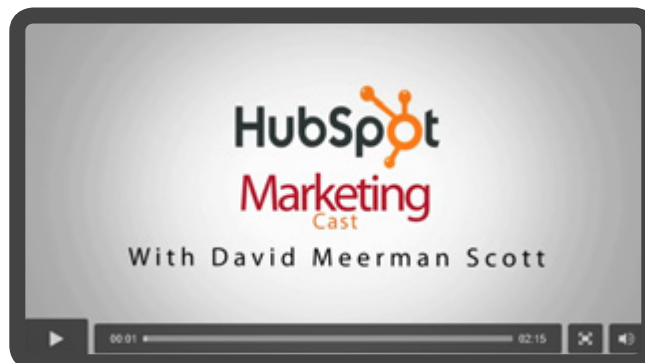 HubSpot
Marketing
Cast
With David Meerman Scott
00:01 02:15